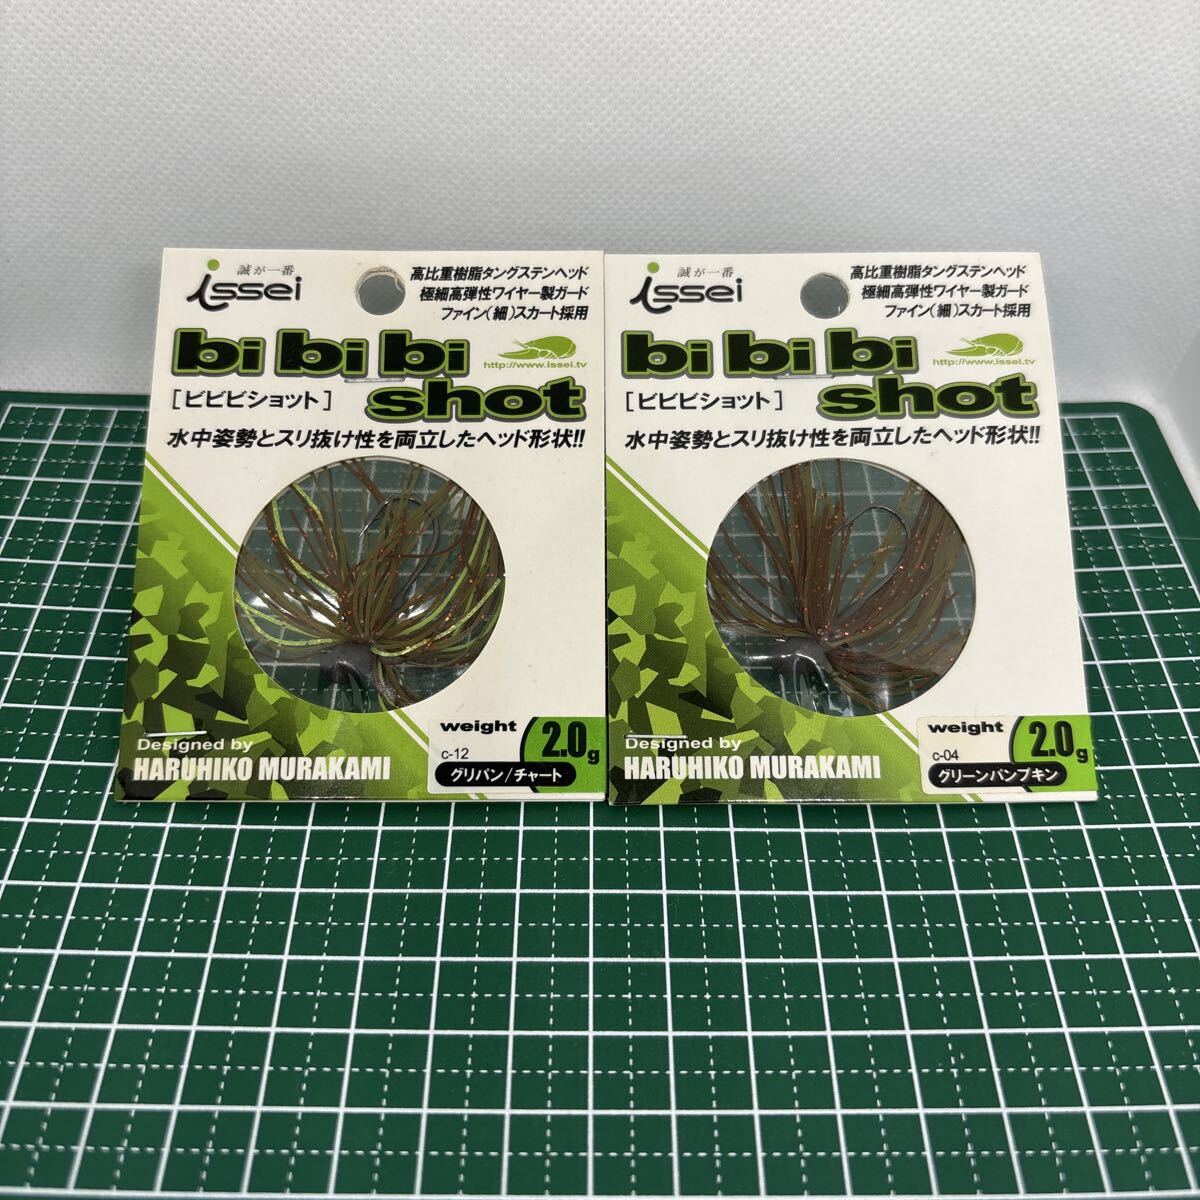 誠が一番
issei
高比重樹脂タングステンヘッド
極細高弾性ワイヤー製ガード
ファイン(細)スカート採用
bi bi bi
http://www.issei.tv
[ビビビショット]
shot
水中姿勢とスリ抜け性を両立したヘッド形状!!
Designed by
HARUHIKO MURAKAMI
weight
2.0g
c-12
グリパン/チャート
誠が一番
issei
高比重樹脂タングステンヘッド
極細高弾性ワイヤー製ガード
ファイン(細)スカート採用
bi bi bi
http://www.issei.tv
[ビビビショット]
shot
水中姿勢とスリ抜け性を両立したヘッド形状!!
Designed by
HARUHIKO MURAKAMI
weight
2.0g
c-04
グリーンパンプキン